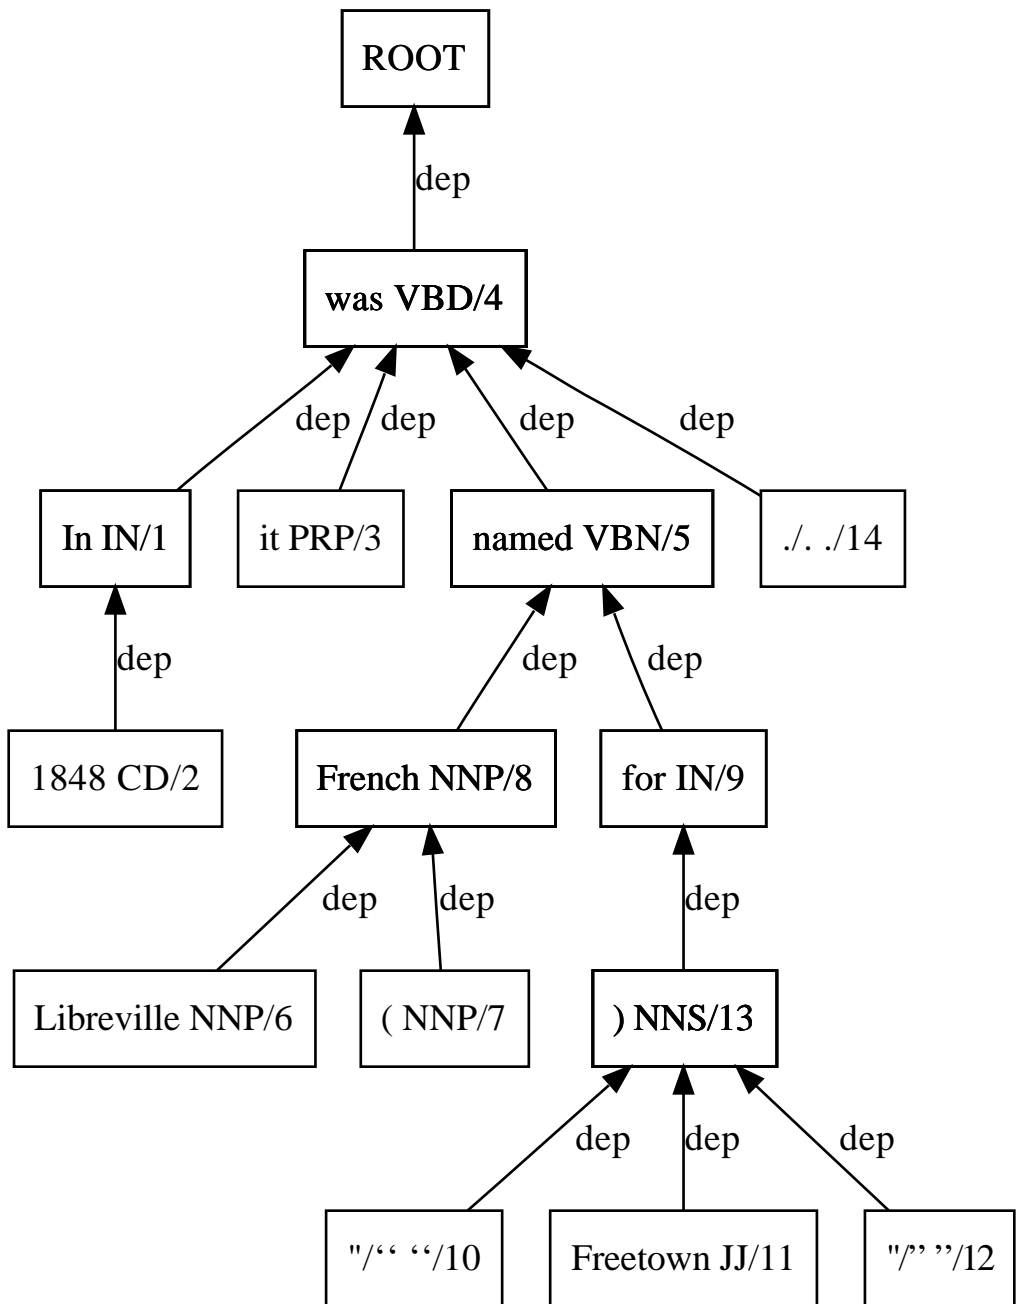 ROOT
dep
was VBD/4
dep dep dep dep
In IN/1 it PRP/3 named VBN/5 ./. ./14
dep dep dep
1848 CD/2 French NNP/8 for IN/9
dep dep dep
Libreville NNP/6 ( NNP/7 ) NNS/13
dep dep dep
"/“ “/10 Freetown JJ/11 "/” ”/12